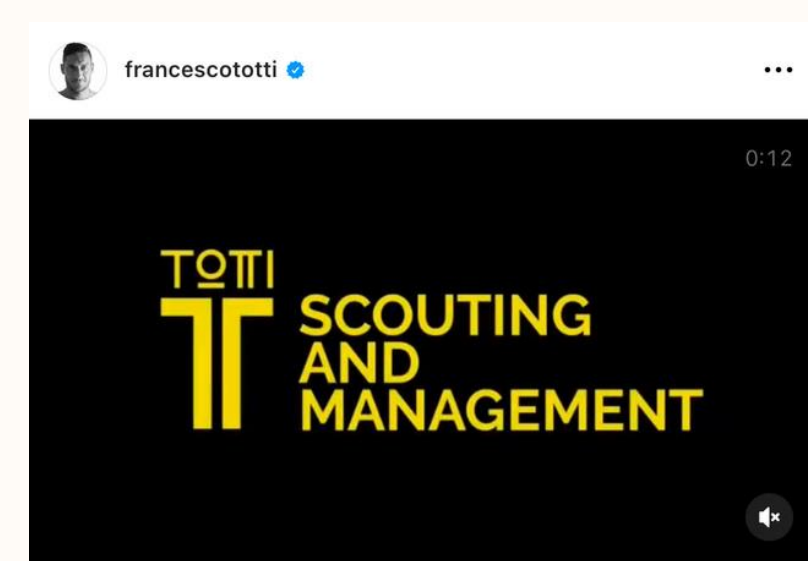 francescototti
0:12
TOTTI
SCOUTING
AND
MANAGEMENT